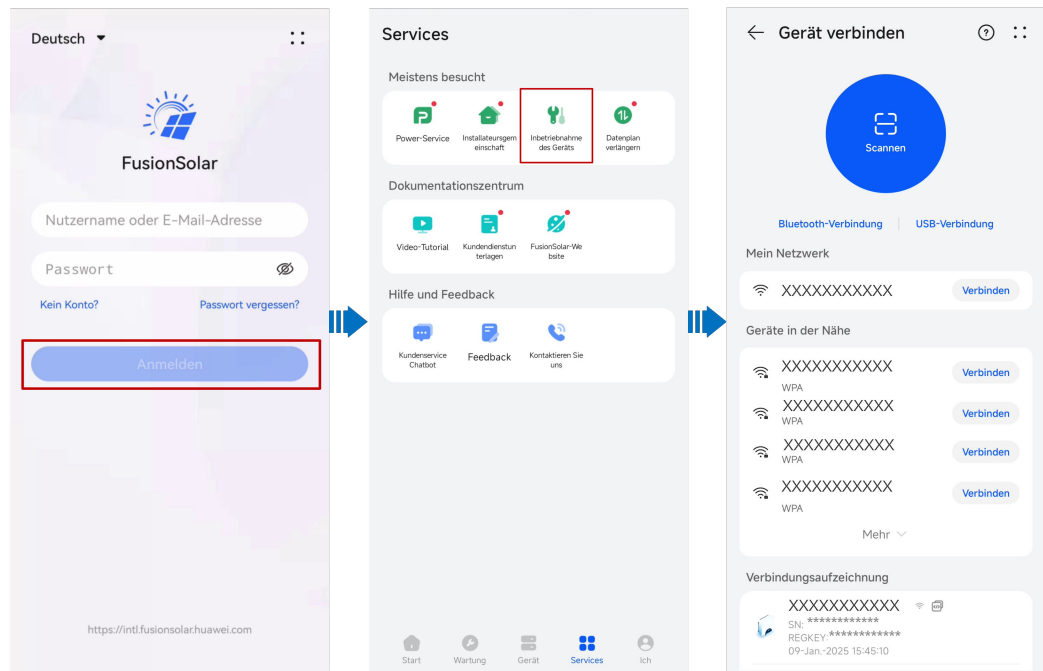 Deutsch
FusionSolar
Nutzername oder E-Mail-Adresse
Passwort
Kein Konto? Passwort vergessen?
Anmelden
https://intl.fusionsolar.huawei.com
Services
Meistens besucht
Power-Service
Installateursgem
einschaft
Inbetriebnahme
des Geräts
Datenplan
verlängern
Dokumentationszentrum
Video-Tutorial
Kundendienstun
terlagen
FusionSolar-We
bsite
Hilfe und Feedback
Kundenservice
Chatbot
Feedback
Kontaktieren Sie
uns
Start Wartung Gerät Services Ich
Gerät verbinden
Scannen
Bluetooth-Verbindung USB-Verbindung
Mein Netzwerk
XXXXXXXXXXX Verbinden
Geräte in der Nähe
XXXXXXXXXXX Verbinden
WPA
XXXXXXXXXXX Verbinden
WPA
XXXXXXXXXXX Verbinden
WPA
XXXXXXXXXXX Verbinden
WPA
Mehr
Verbindungsaufzeichnung
XXXXXXXXXXX
SN: ************
REGKEY: ************
09-Jan.-2025 15:45:10